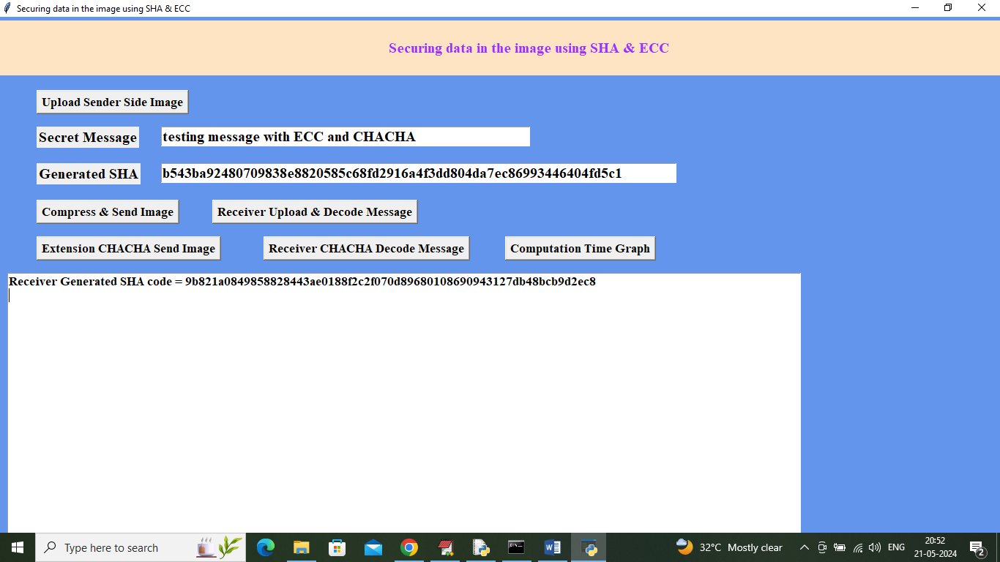 Securing data in the image using SHA & ECC
Securing data in the image using SHA & ECC
Upload Sender Side Image
Secret Message testing message with ECC and CHACHA
Generated SHA b543ba92480709838e8820585c68fd2916a4f3dd804da7ec86993446404fd5c1
Compress & Send Image Receiver Upload & Decode Message
Extension CHACHA Send Image Receiver CHACHA Decode Message Computation Time Graph
Receiver Generated SHA code = 9b821a0849858828443ae0188f2c2f070d89680108690943127db48bcb9d2ec8
Type here to search 32°C Mostly clear ENG 20:52
21-05-2024 2